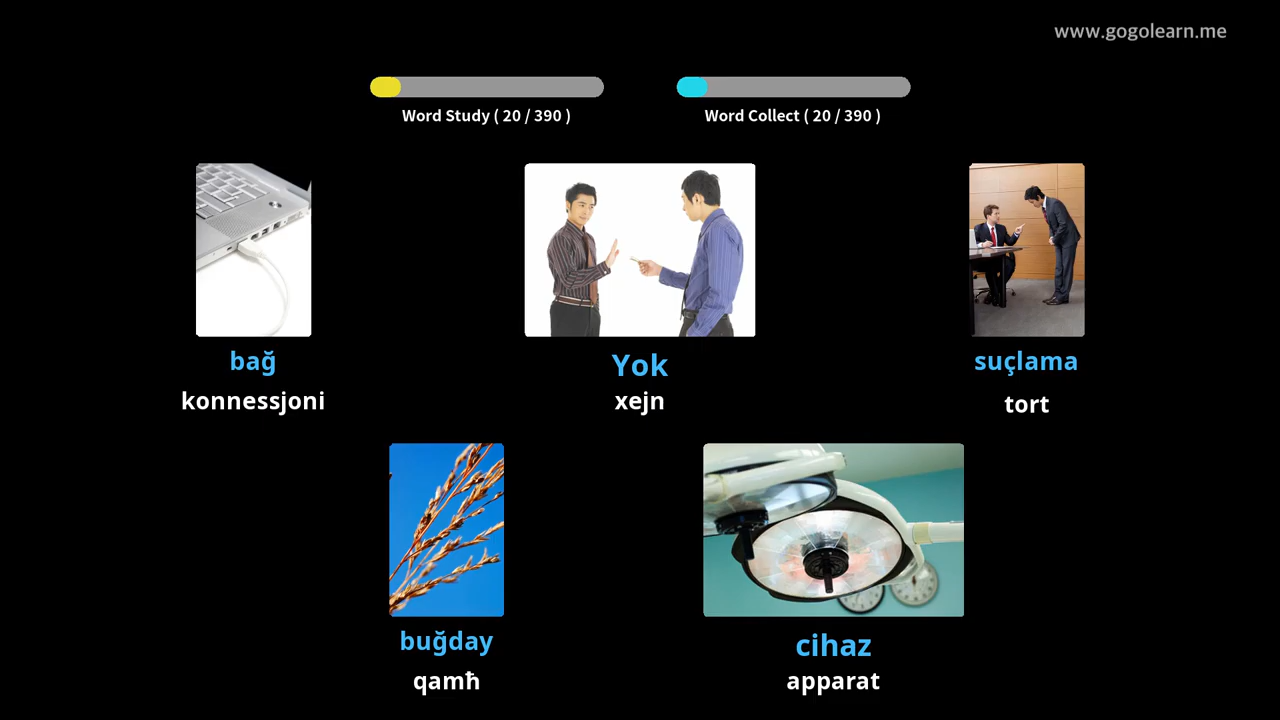 www.gogolearn.me
Word Study ( 20 / 390 )
Word Collect ( 20 / 390 )
bağ
konnessjoni
Yok
xejn
suçlama
tort
buğday
qamħ
cihaz
apparat